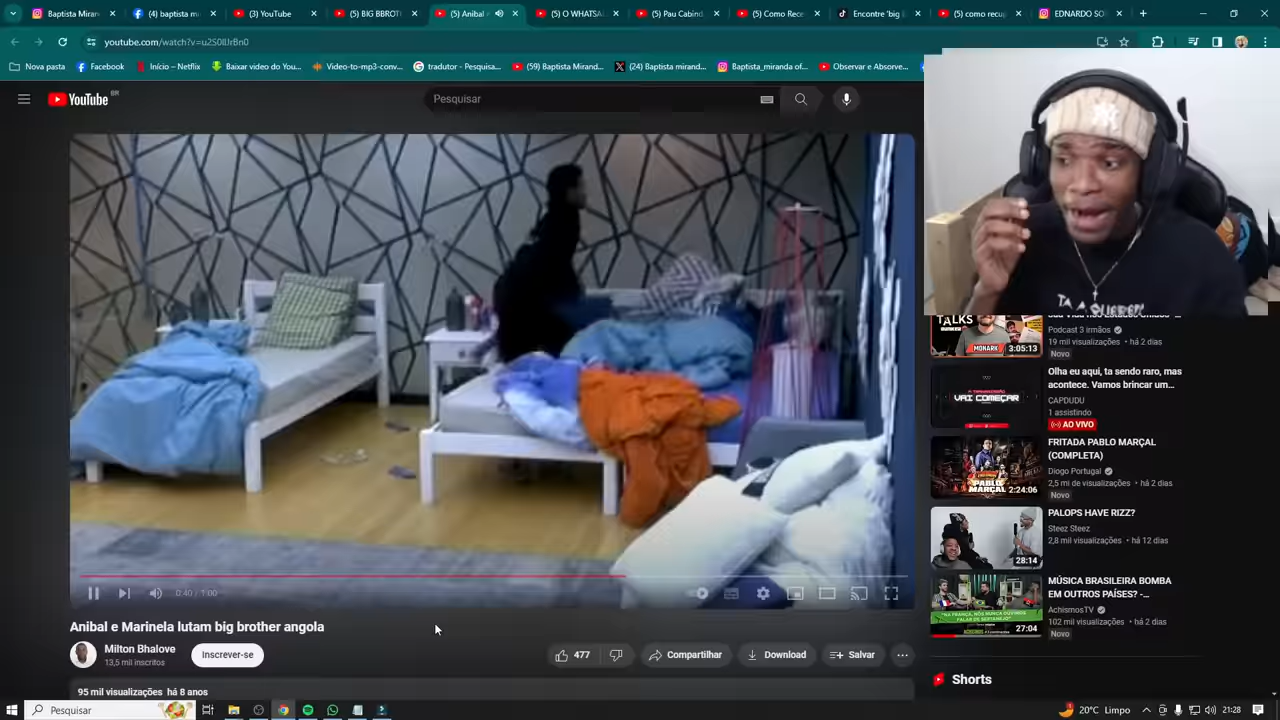 Baptista Miran
(4) baptista mi
(3) YouTube
(5) BIG BBROT
(5) Anibal e
(5) O WHATSA
(5) Pau Cabind
(5) Como Rece
Encontre 'big b
(5) como recup
EDNARDO SO
youtube.com/watch?v=u2S0lIJrBn0
Nova pasta
Facebook
Início – Netflix
Baixar video do You...
Video-to-mp3-conv...
tradutor - Pesquisa...
(59) Baptista Mirand...
(24) Baptista mirand...
Baptista_miranda of...
Observar e Absorve...
YouTube BR
Pesquisar
TALKS
MONARK
3:05:13
Podcast 3 irmãos
19 mil visualizações • há 2 dias
Novo
VAI COMEÇAR
Olha eu aqui, ta sendo raro, mas
acontece. Vamos brincar um...
CAPDUDU
1 assistindo
AO VIVO
PABLO
MARÇAL
2:24:06
FRITADA PABLO MARÇAL
(COMPLETA)
Diogo Portugal
2,5 mi de visualizações • há 2 dias
Novo
28:14
PALOPS HAVE RIZZ?
Steez Steez
2,8 mil visualizações • há 12 dias
27:04
MÚSICA BRASILEIRA BOMBA
EM OUTROS PAÍSES? -...
AchismosTV
102 mil visualizações • há 2 dias
Novo
Shorts
0:40 / 1:00
Anibal e Marinela lutam big brother
Milton Bhalove
13,5 mil inscritos
Inscrever-se
477
Compartilhar
Download
Salvar
95 mil visualizações há 8 anos
Pesquisar
20°C Limpo
21:28